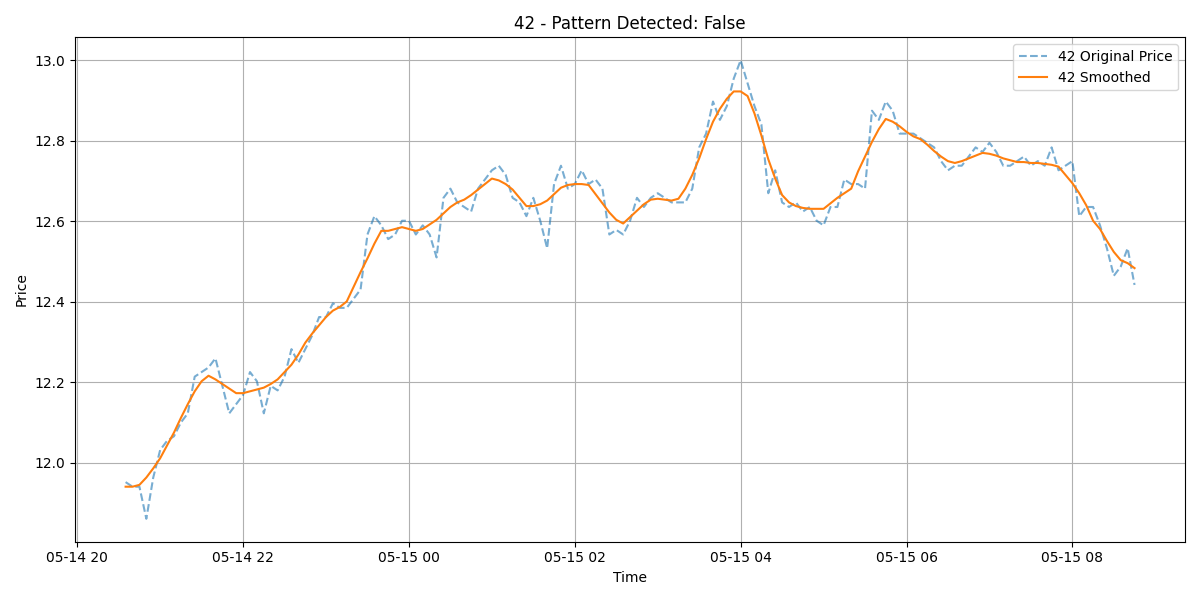 42 - Pattern Detected: False
42 Original Price
42 Smoothed
Price
13.0
12.8
12.6
12.4
12.2
12.0
05-14 20
05-14 22
05-15 00
05-15 02
05-15 04
05-15 06
05-15 08
Time